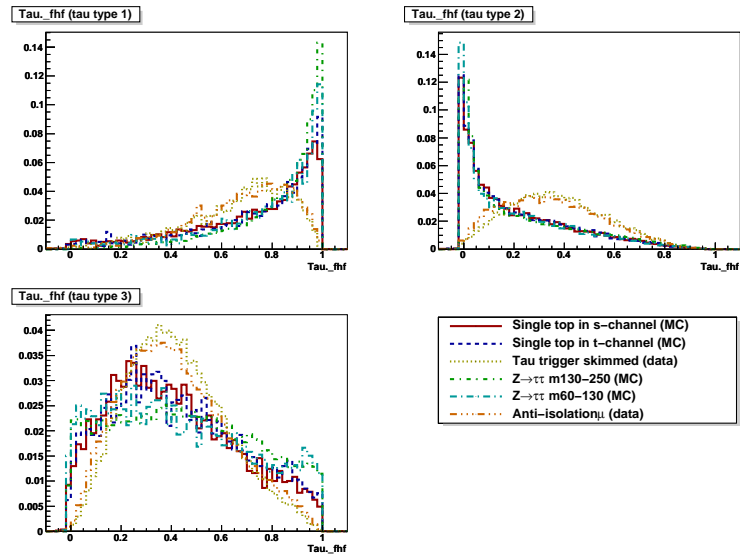 Tau._fhf (tau type 1)
0.14
0.12
0.1
0.08
0.06
0.04
0.02
0
0 0.2 0.4 0.6 0.8 1
Tau._fhf
Tau._fhf (tau type 2)
0.14
0.12
0.1
0.08
0.06
0.04
0.02
0
0 0.2 0.4 0.6 0.8 1
Tau._fhf
Tau._fhf (tau type 3)
0.04
0.035
0.03
0.025
0.02
0.015
0.01
0.005
0
0 0.2 0.4 0.6 0.8 1
Tau._fhf
Single top in s−channel (MC)
Single top in t−channel (MC)
Tau trigger skimmed (data)
Z→ττ m130−250 (MC)
Z→ττ m60−130 (MC)
Anti−isolationμ (data)